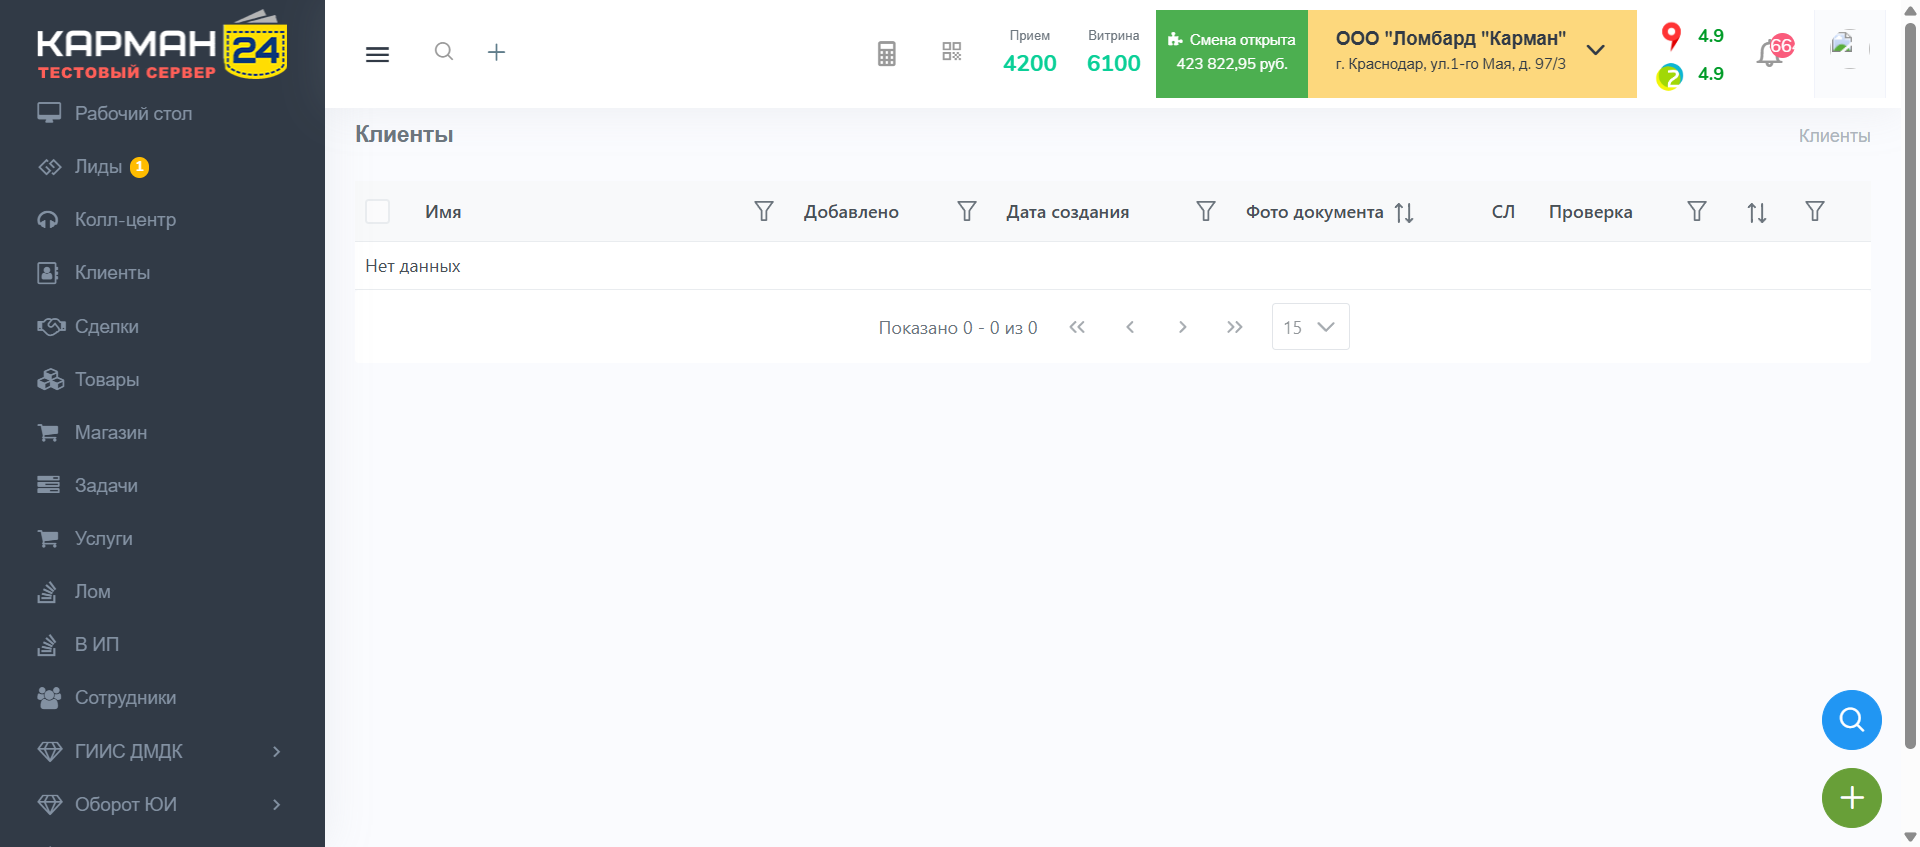 КАРМАН 24
ТЕСТОВЫЙ СЕРВЕР
Рабочий стол
Лиды 1
Колл-центр
Клиенты
Сделки
Товары
Магазин
Задачи
Услуги
Лом
В ИП
Сотрудники
ГИИС ДМДК
Оборот ЮИ
Прием
4200
Витрина
6100
Смена открыта
423 822,95 руб.
ООО "Ломбард "Карман"
г. Краснодар, ул.1-го Мая, д. 97/3
4.9
2 4.9
Клиенты
Клиенты
Имя Добавлено Дата создания Фото документа СЛ Проверка
Нет данных
Показано 0 - 0 из 0
15